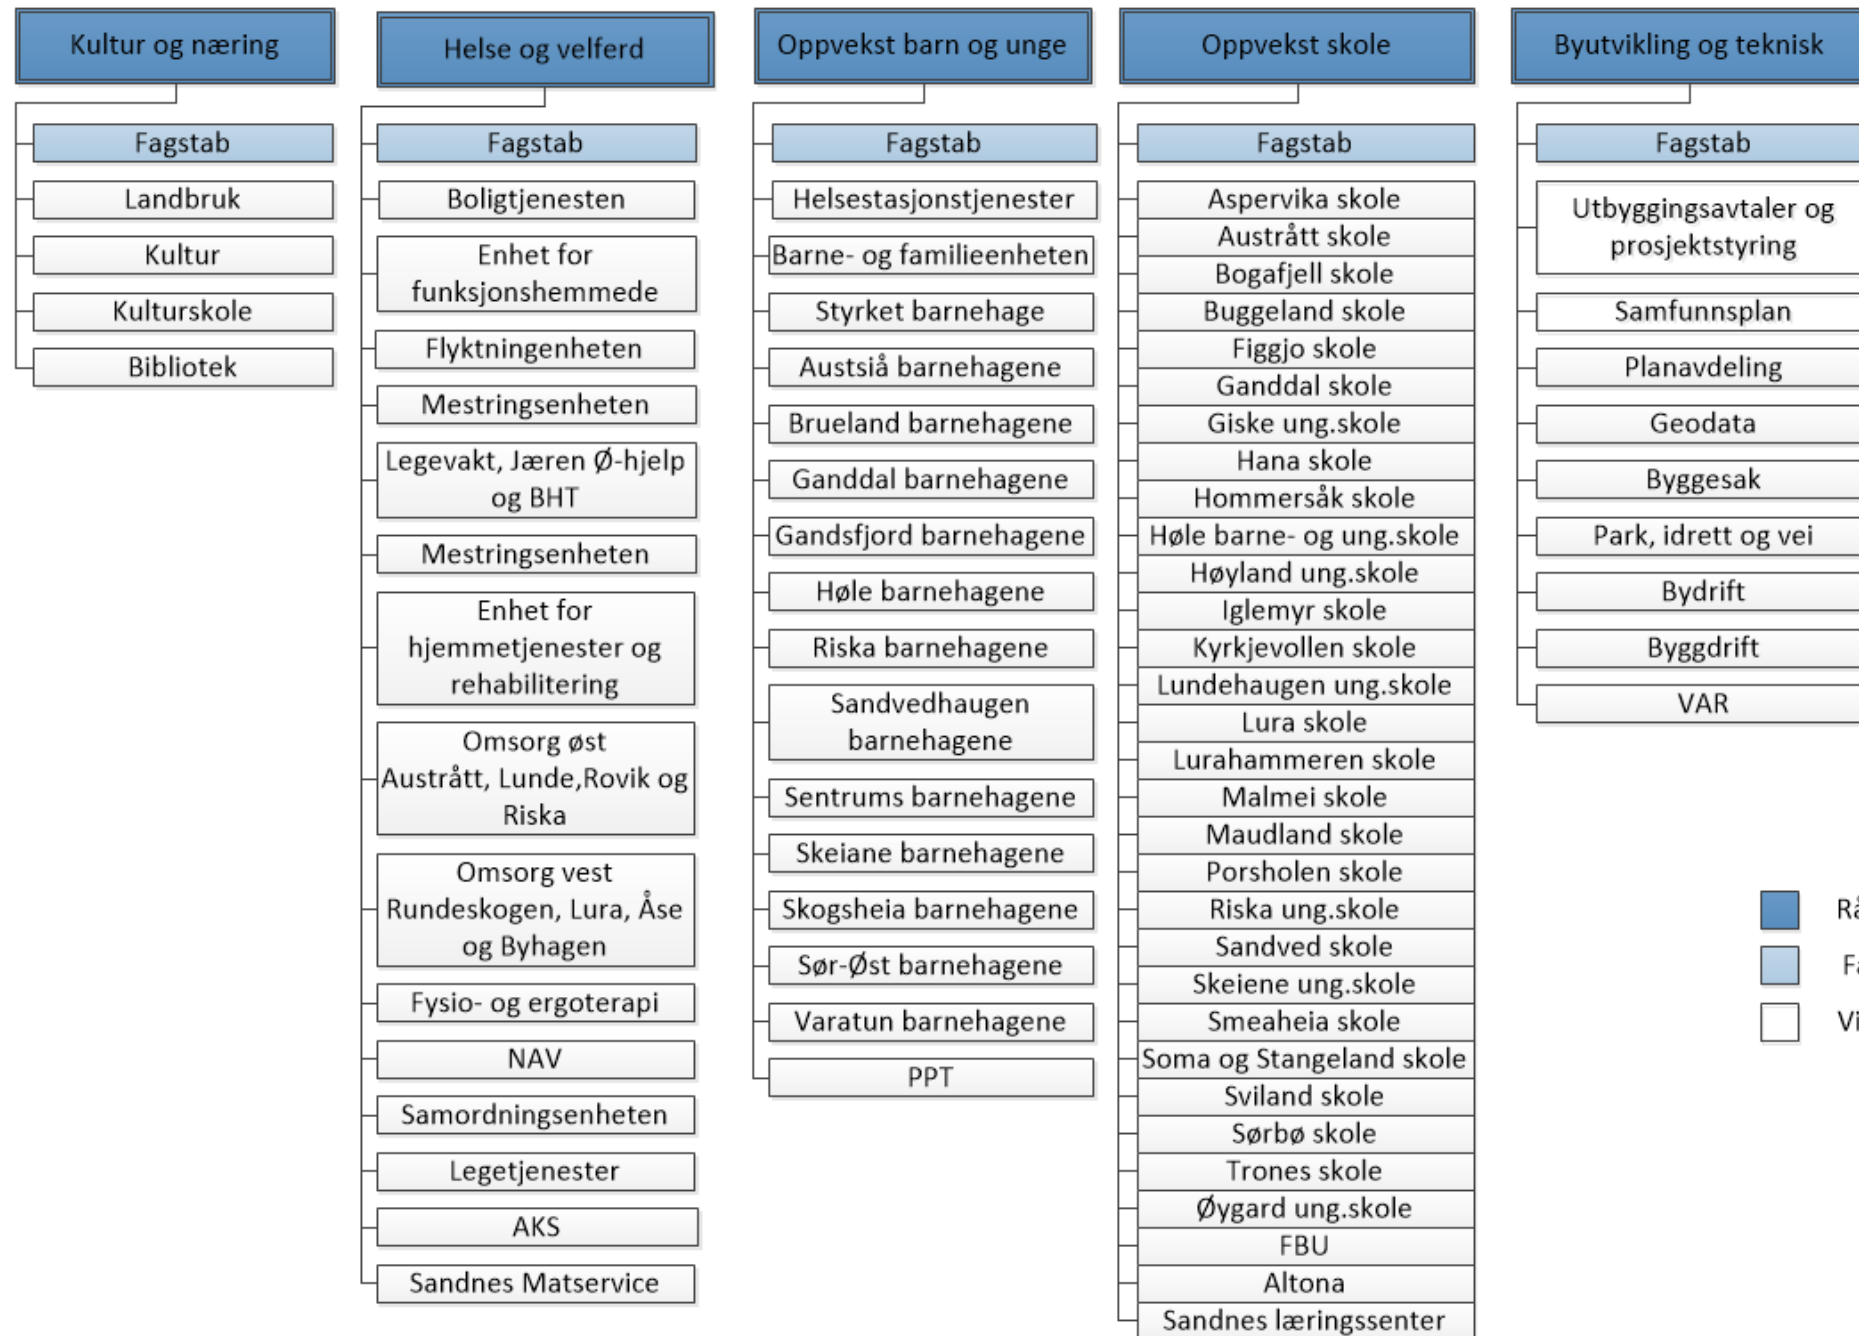 Kultur og næring
Fagstab
Landbruk
Kultur
Kulturskole
Bibliotek
Helse og velferd
Fagstab
Boligtjenesten
Enhet for
funksjonshemmede
Flyktningenheten
Mestringsenheten
Legevakt, Jæren Ø-hjelp
og BHT
Mestringsenheten
Enhet for
hjemmetjenester og
rehabilitering
Omsorg øst
Austrått, Lunde,Rovik og
Riska
Omsorg vest
Rundeskogen, Lura, Åse
og Byhagen
Fysio- og ergoterapi
NAV
Samordningsenheten
Legetjenester
AKS
Sandnes Matservice
Oppvekst barn og unge
Fagstab
Helsestasjonstjenester
Barne- og familieenheten
Styrket barnehage
Austsiå barnehagene
Brueland barnehagene
Ganddal barnehagene
Gandsfjord barnehagene
Høle barnehagene
Riska barnehagene
Sandvedhaugen
barnehagene
Sentrums barnehagene
Skeiane barnehagene
Skogsheia barnehagene
Sør-Øst barnehagene
Varatun barnehagene
PPT
Oppvekst skole
Fagstab
Aspervika skole
Austrått skole
Bogafjell skole
Buggeland skole
Figgjo skole
Ganddal skole
Giske ung.skole
Hana skole
Hommersåk skole
Høle barne- og ung.skole
Høyland ung.skole
Iglemyr skole
Kyrkjevollen skole
Lundehaugen ung.skole
Lura skole
Lurahammeren skole
Malmei skole
Maudland skole
Porsholen skole
Riska ung.skole
Sandved skole
Skeiene ung.skole
Smeaheia skole
Soma og Stangeland skole
Sviland skole
Sørbø skole
Trones skole
Øygard ung.skole
FBU
Altona
Sandnes læringssenter
Byutvikling og teknisk
Fagstab
Utbyggingsavtaler og
prosjektstyring
Samfunnsplan
Planavdeling
Geodata
Byggesak
Park, idrett og vei
Bydrift
Byggdrift
VAR